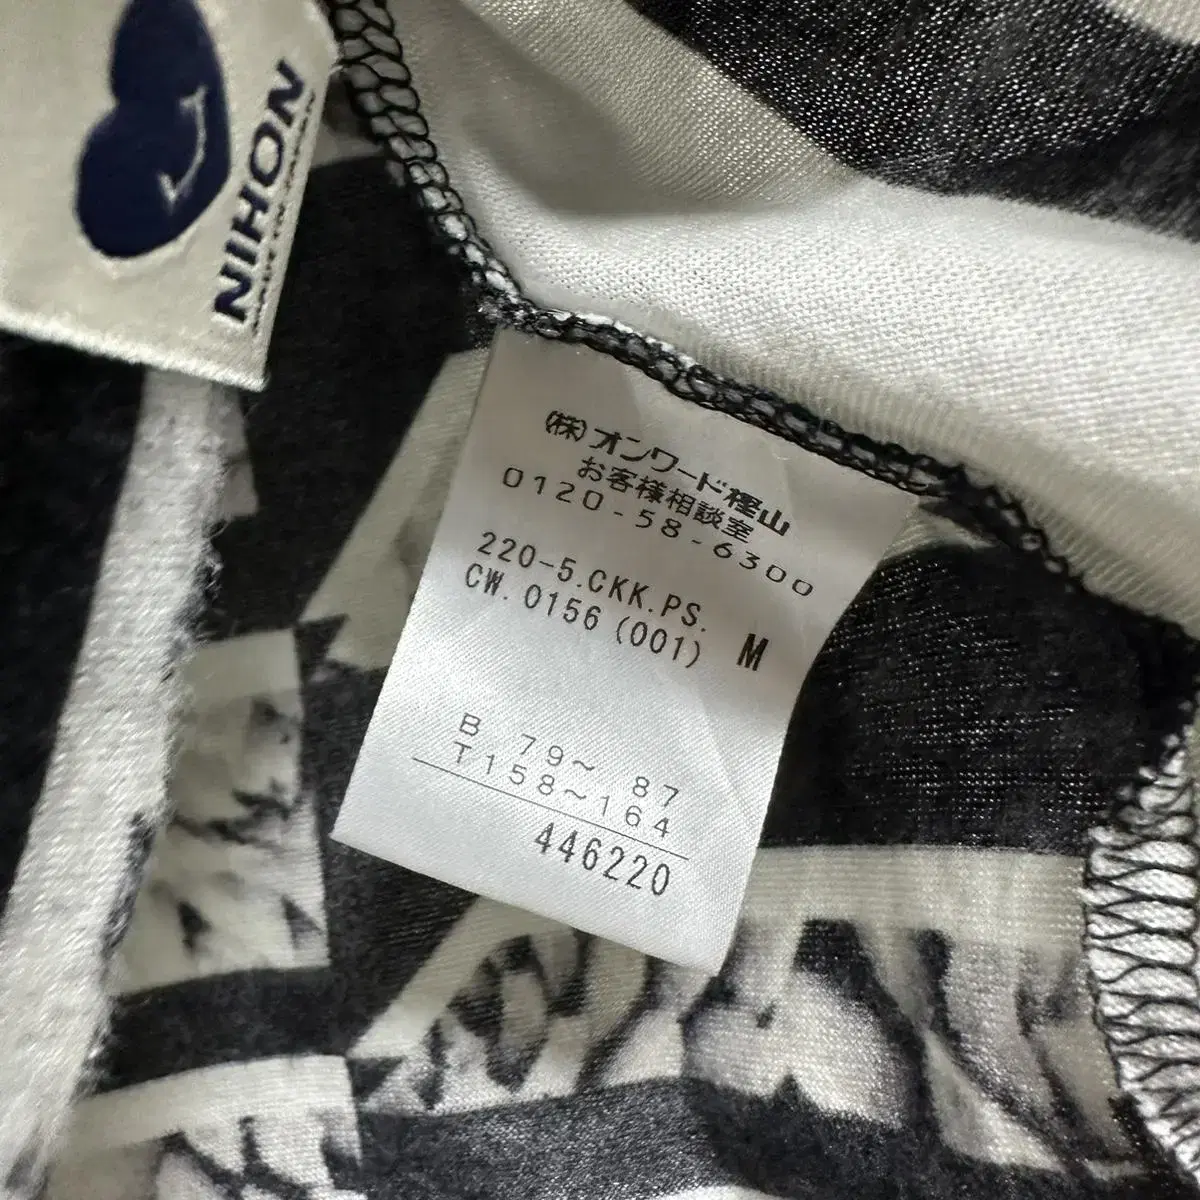 NIHON
(株)オンワード樫山
お客様相談室
0120-58-6300
220-5.CKK.PS.
CW.0156(001) M
B 79~ 87
T158~164
446220